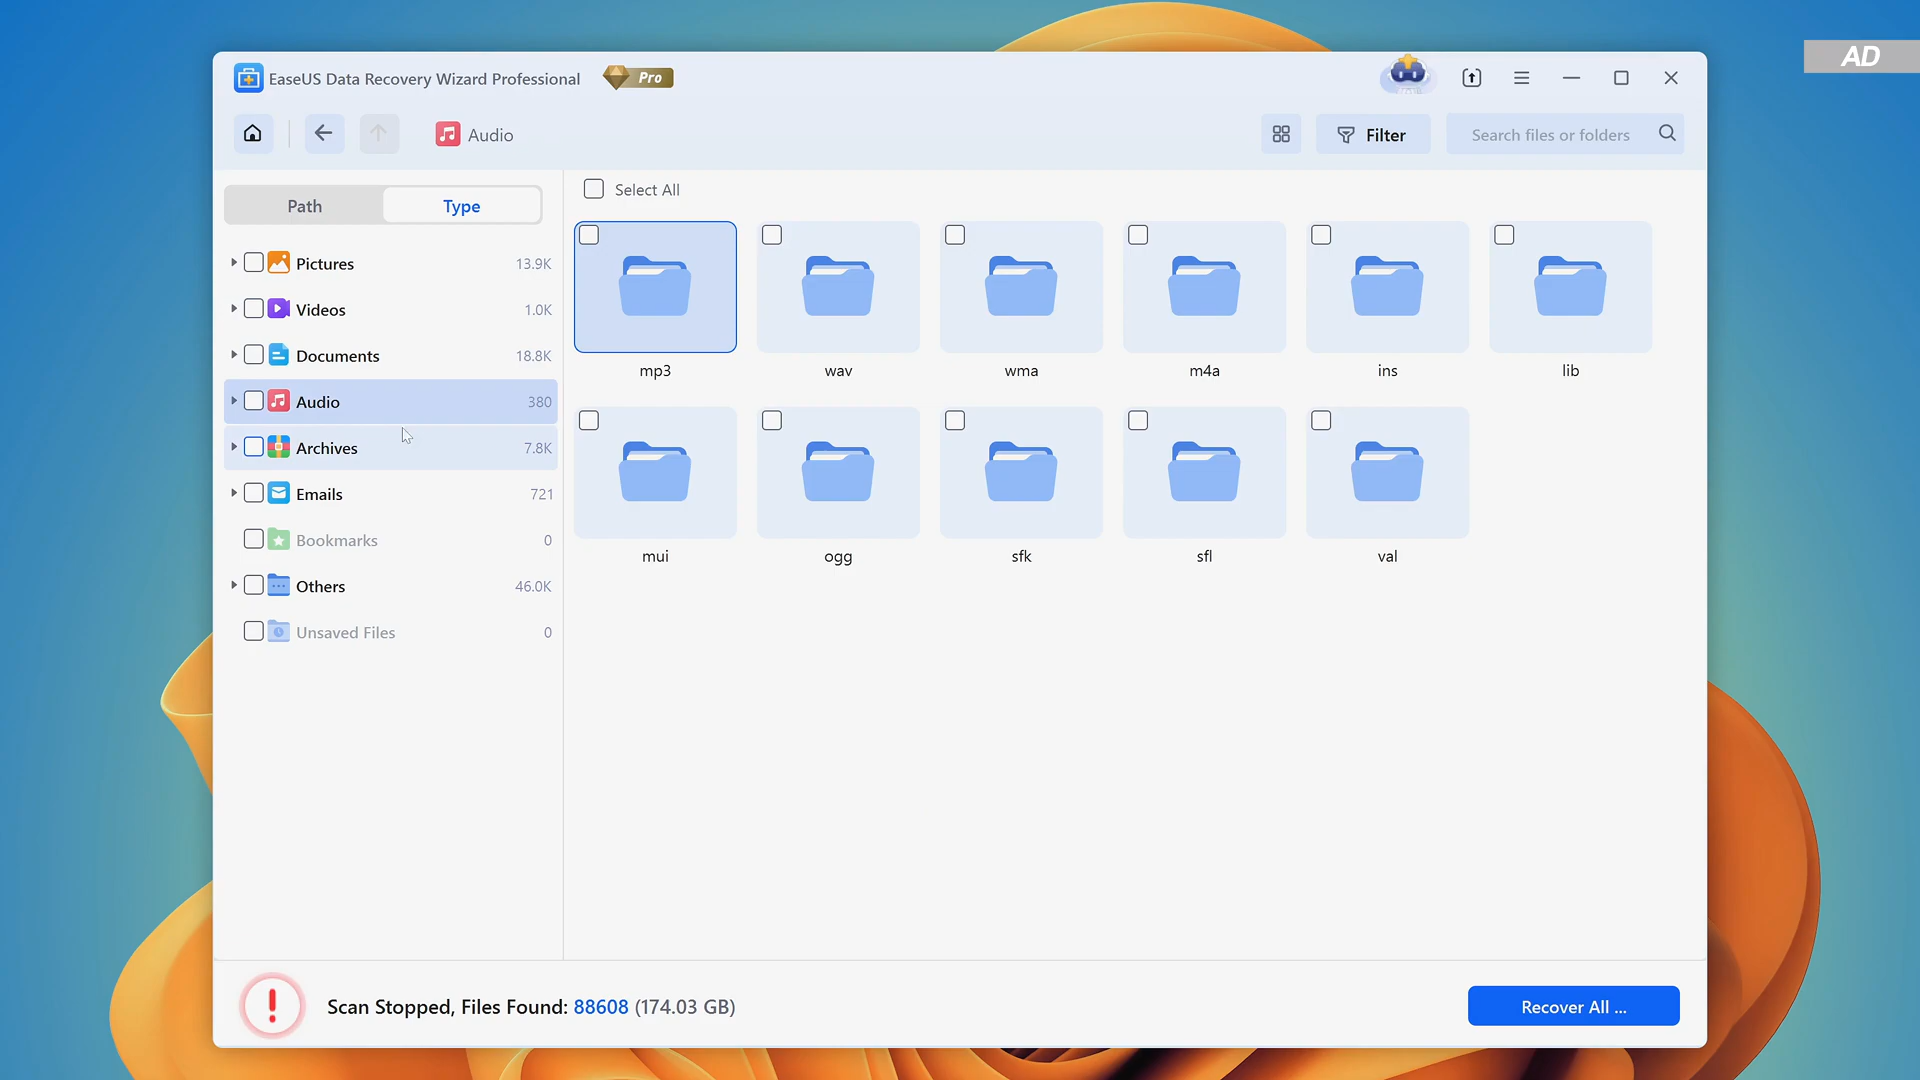 AD
EaseUS Data Recovery Wizard Professional
Pro
Audio
Filter
Search files or folders
Path
Type
Select All
Pictures 13.9K
Videos 1.0K
Documents 18.8K
Audio 380
Archives 7.8K
Emails 721
Bookmarks 0
Others 46.0K
Unsaved Files 0
mp3
wav
wma
m4a
ins
lib
mui
ogg
sfk
sfl
val
Scan Stopped, Files Found: 88608 (174.03 GB)
Recover All ...